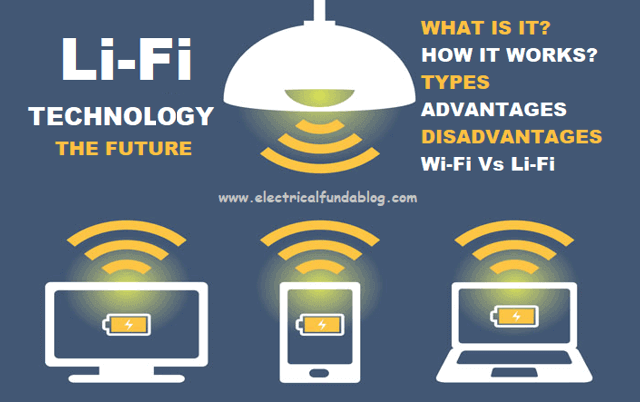 Li-Fi
TECHNOLOGY
THE FUTURE
WHAT IS IT?
HOW IT WORKS?
TYPES
ADVANTAGES
DISADVANTAGES
Wi-Fi Vs Li-Fi
www.electricalfundablog.com